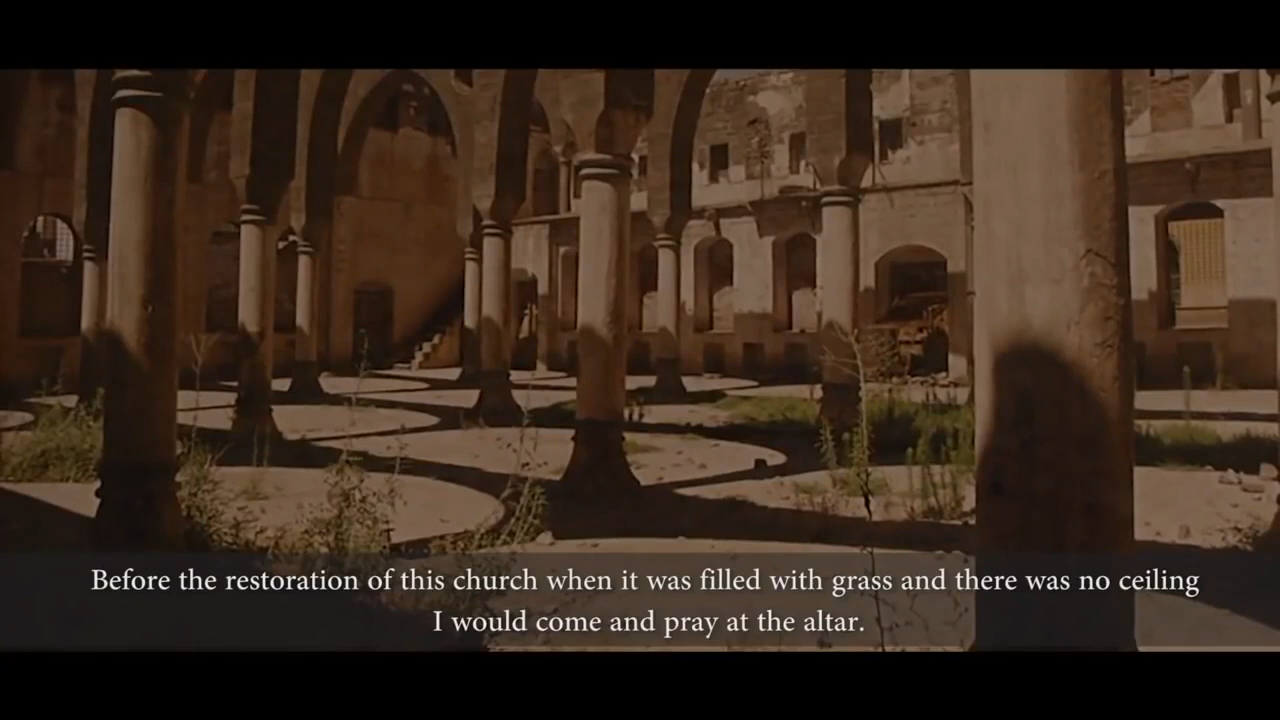 Before the restoration of this church when it was filled with grass and there was no ceiling
I would come and pray at the altar.